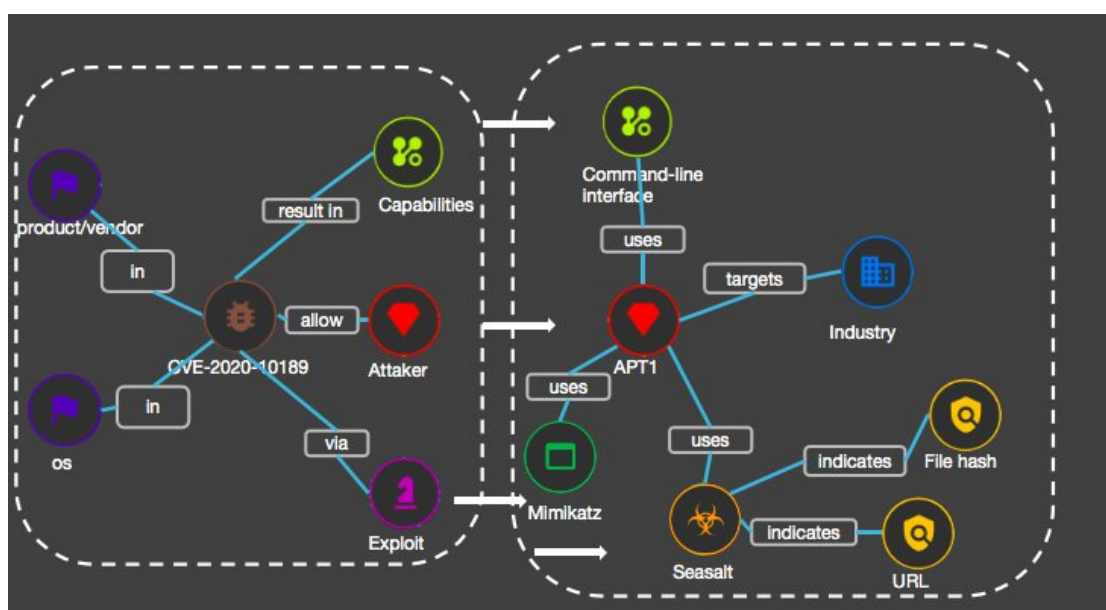 product/vendor
in
result in
Capabilities
CVE-2020-10189
allow
Attaker
in
os
via
Exploit
Command-line
interface
uses
targets
Industry
APT1
uses
Mimikatz
uses
indicates
File hash
Seasalt
indicates
URL